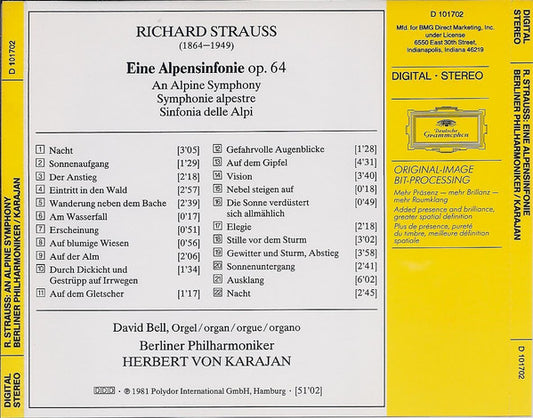 DIGITAL
STEREO
R. STRAUSS: AN ALPINE SYMPHONY
BERLINER PHILHARMONIKER / KARAJAN
D 101702
RICHARD STRAUSS
(1864–1949)
Eine Alpensinfonie op. 64
An Alpine Symphony
Symphonie alpestre
Sinfonia delle Alpi
1 Nacht [3'05]
2 Sonnenaufgang [1'29]
3 Der Anstieg [2'18]
4 Eintritt in den Wald [2'57]
5 Wanderung neben dem Bache [2'39]
6 Am Wasserfall [0'17]
7 Erscheinung [0'51]
8 Auf blumige Wiesen [0'56]
9 Auf der Alm [2'06]
10 Durch Dickicht und [1'34]
Gestrüpp auf Irrwegen
11 Auf dem Gletscher [1'17]
12 Gefahrvolle Augenblicke [1'28]
13 Auf dem Gipfel [4'31]
14 Vision [3'40]
15 Nebel steigen auf [0'18]
16 Die Sonne verdüstert [0'49]
sich allmählich
17 Elegie [2'18]
18 Stille vor dem Sturm [3'02]
19 Gewitter und Sturm, Abstieg [3'58]
20 Sonnenuntergang [2'41]
21 Ausklang [6'02]
22 Nacht [2'45]
David Bell, Orgel/organ/orgue/organo
Berliner Philharmoniker
HERBERT VON KARAJAN
DDD · ℗ 1981 Polydor International GmbH, Hamburg · [51'02]
D 101702
Mfd. for BMG Direct Marketing, Inc.
under License
6550 East 30th Street,
Indianapolis, Indiana 46219
DIGITAL · STEREO
Deutsche
Grammophon
ORIGINAL-IMAGE
BIT-PROCESSING
Mehr Präsenz – mehr Brillanz –
mehr Raumklang
Added presence and brilliance,
greater spatial definition
Plus de présence, pureté
du timbre, meilleure définition
spatiale
DIGITAL
STEREO
R. STRAUSS: EINE ALPENSINFONIE
BERLINER PHILHARMONIKER / KARAJAN
D 101702